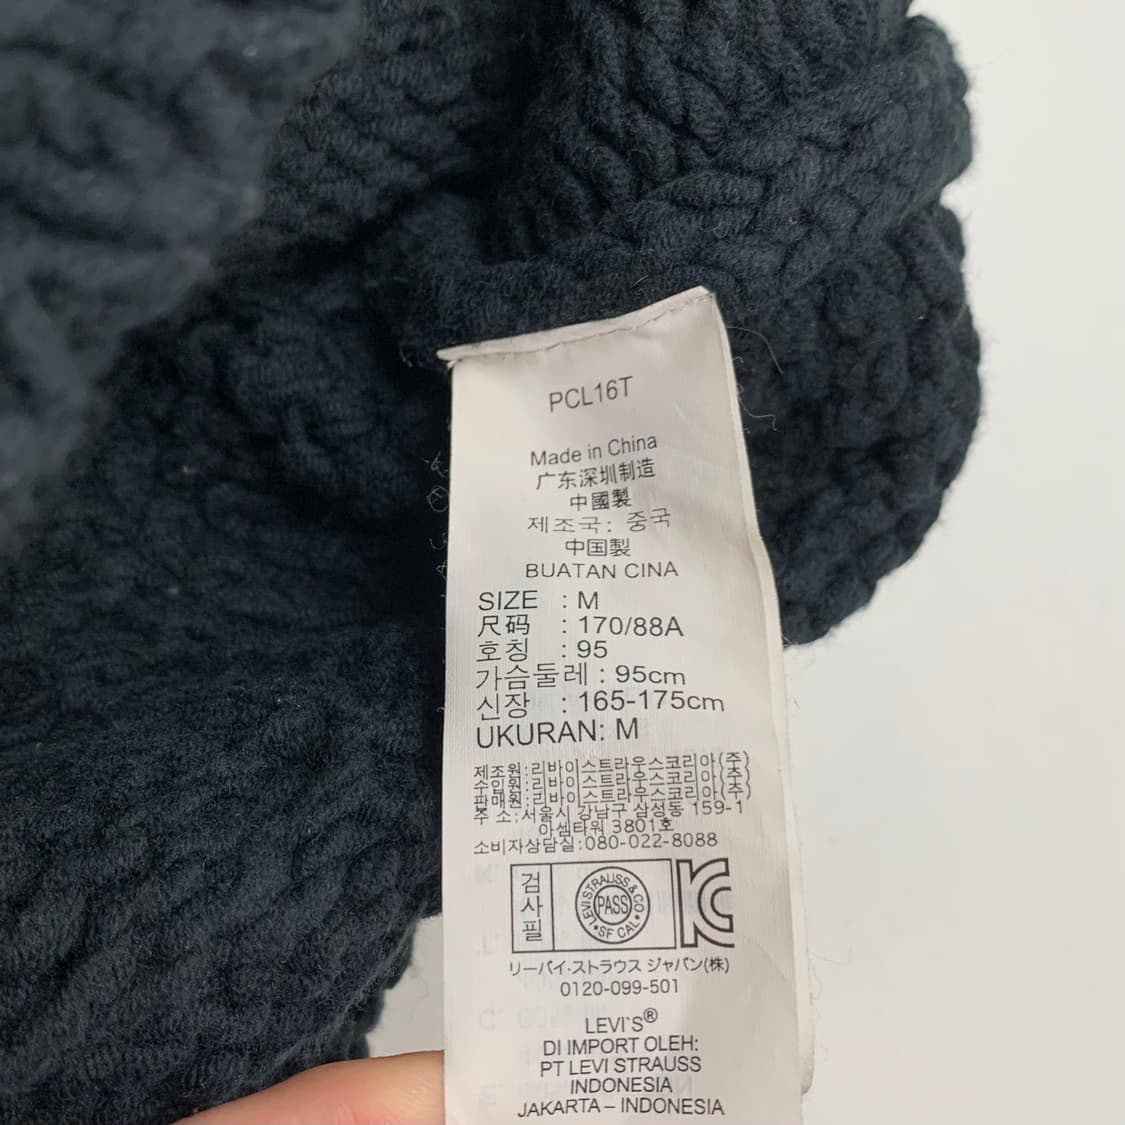 PCL16T
Made in China
广东深圳制造
中國製
제조국: 중국
中国製
BUATAN CINA
SIZE : M
尺码 : 170/88A
호칭 : 95
가슴둘레 : 95cm
신장 : 165-175cm
UKURAN: M
제조원:리바이스트라우스코리아(주)
수입원:리바이스트라우스코리아(주)
판매원:리바이스트라우스코리아(주)
주 소:서울시 강남구 삼성동 159-1
아셈타워 3801호
소비자상담실:080-022-8088
검사필
LEVI STRAUSS & CO
PASS
SF CAL
リーバイ·ストラウス ジャパン(株)
0120-099-501
LEVI'S®
DI IMPORT OLEH:
PT LEVI STRAUSS
INDONESIA
JAKARTA – INDONESIA